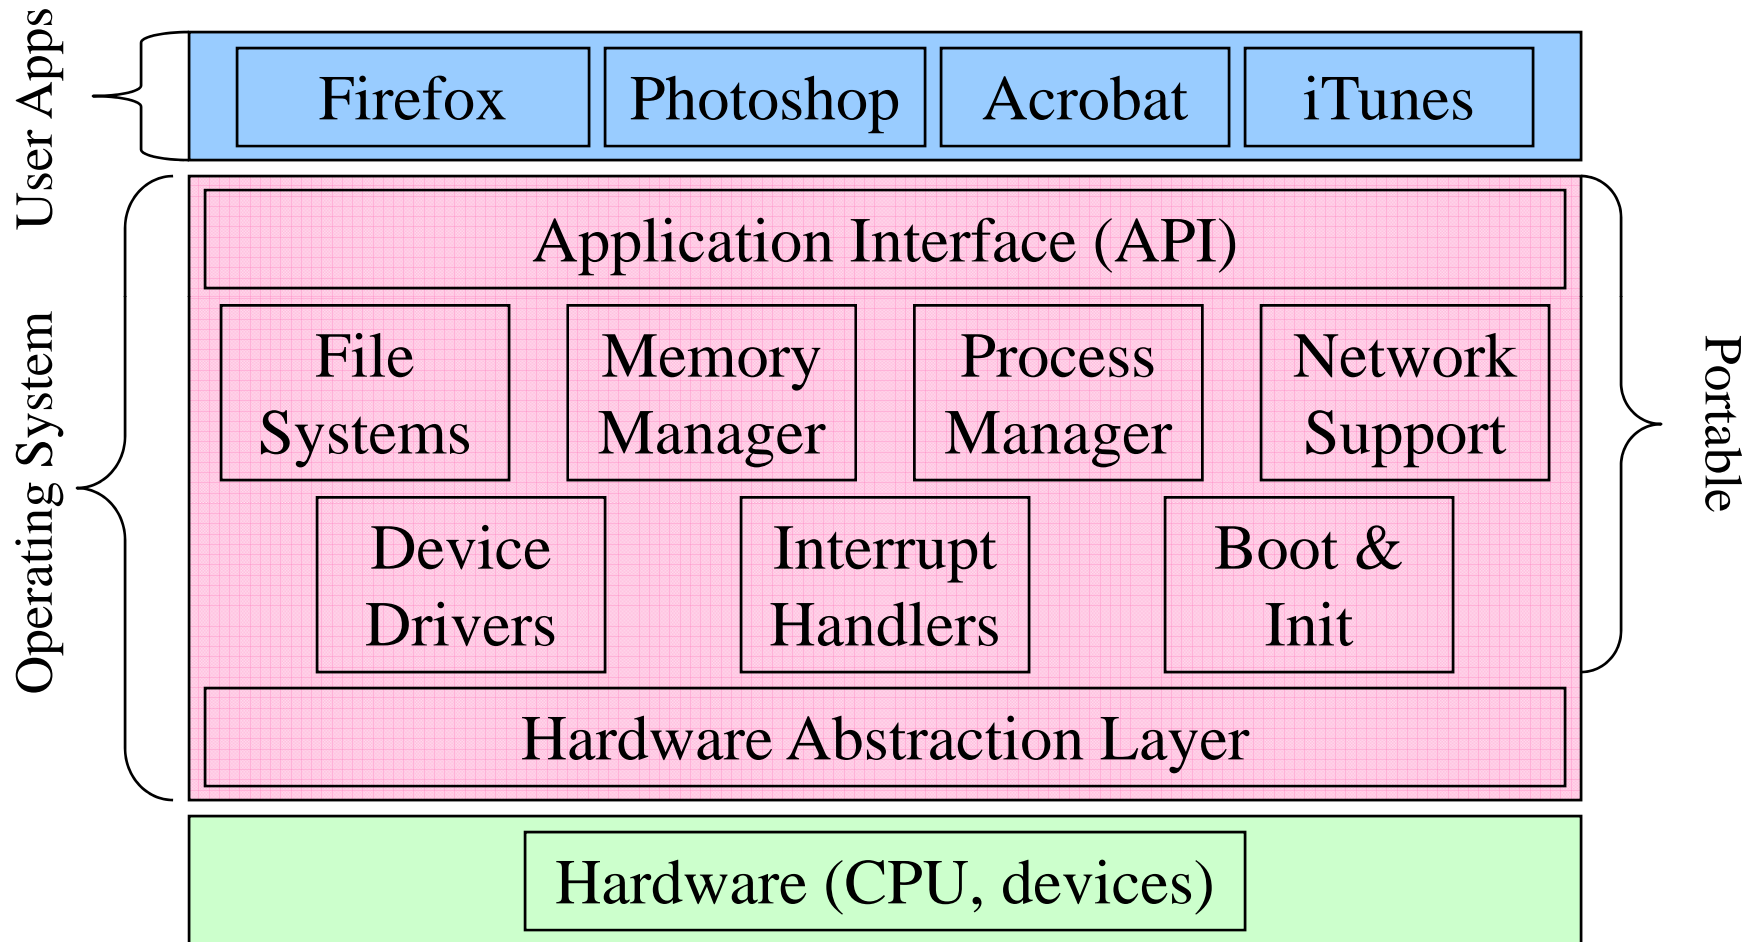 User Apps
Firefox
Photoshop
Acrobat
iTunes
Operating System
Application Interface (API)
File
Systems
Memory
Manager
Process
Manager
Network
Support
Device
Drivers
Interrupt
Handlers
Boot &
Init
Hardware Abstraction Layer
Portable
Hardware (CPU, devices)